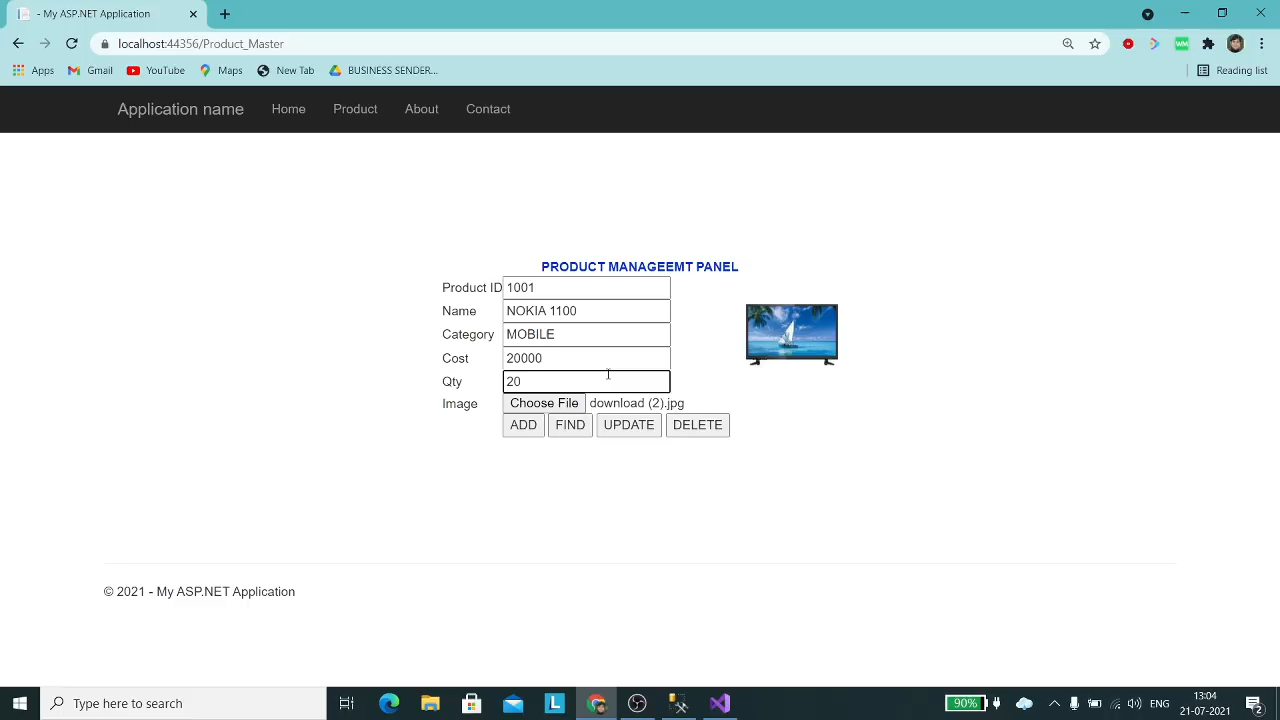 - My ASP.NET Application
localhost:44356/Product_Master
Apps Gmail YouTube Maps New Tab BUSINESS SENDER... Reading list
Application name Home Product About Contact
PRODUCT MANAGEEMT PANEL
Product ID 1001
Name NOKIA 1100
Category MOBILE
Cost 20000
Qty 20
Image Choose File download (2).jpg
ADD FIND UPDATE DELETE
© 2021 - My ASP.NET Application
Type here to search 90% ENG 13:04
21-07-2021 2